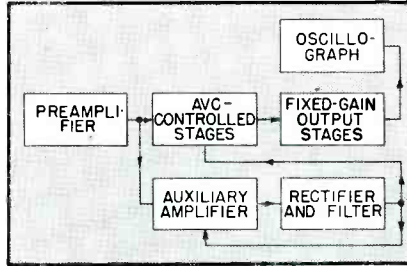 OSCILLO-
GRAPH
PREAMPLI-
FIER
AVC-
CONTROLLED
STAGES
FIXED-GAIN
OUTPUT
STAGES
AUXILIARY
AMPLIFIER
RECTIFIER
AND FILTER